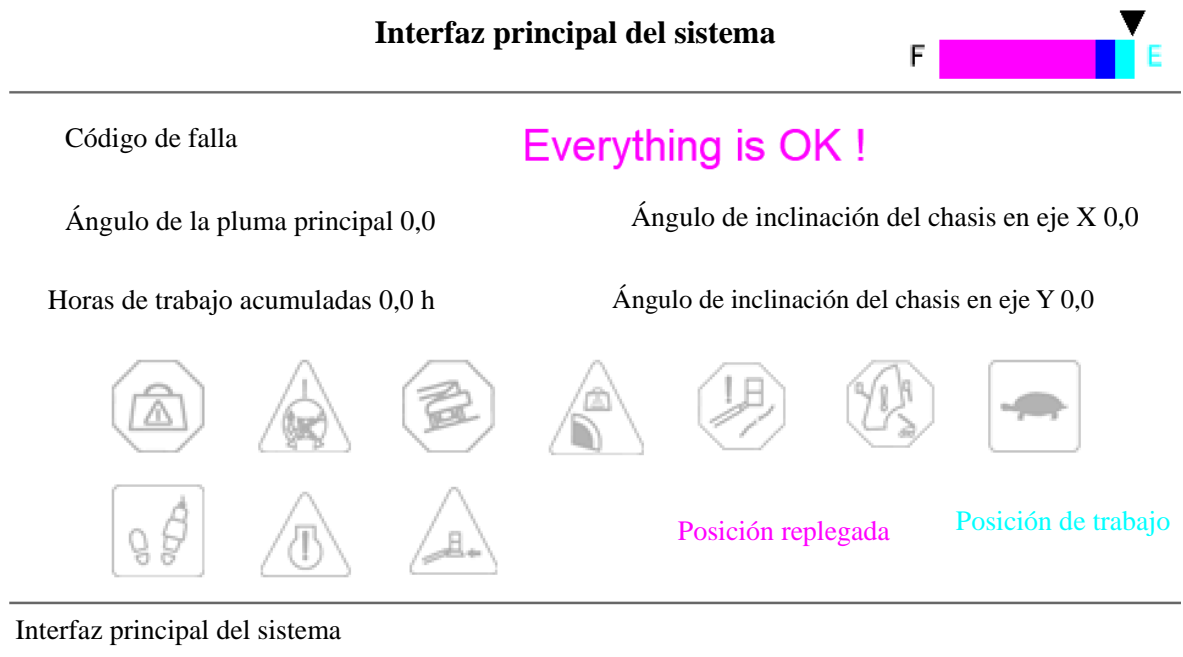 Interfaz principal del sistema
F E
Código de falla
Everything is OK !
Ángulo de la pluma principal 0,0
Ángulo de inclinación del chasis en eje X 0,0
Horas de trabajo acumuladas 0,0 h
Ángulo de inclinación del chasis en eje Y 0,0
Posición replegada
Posición de trabajo
Interfaz principal del sistema